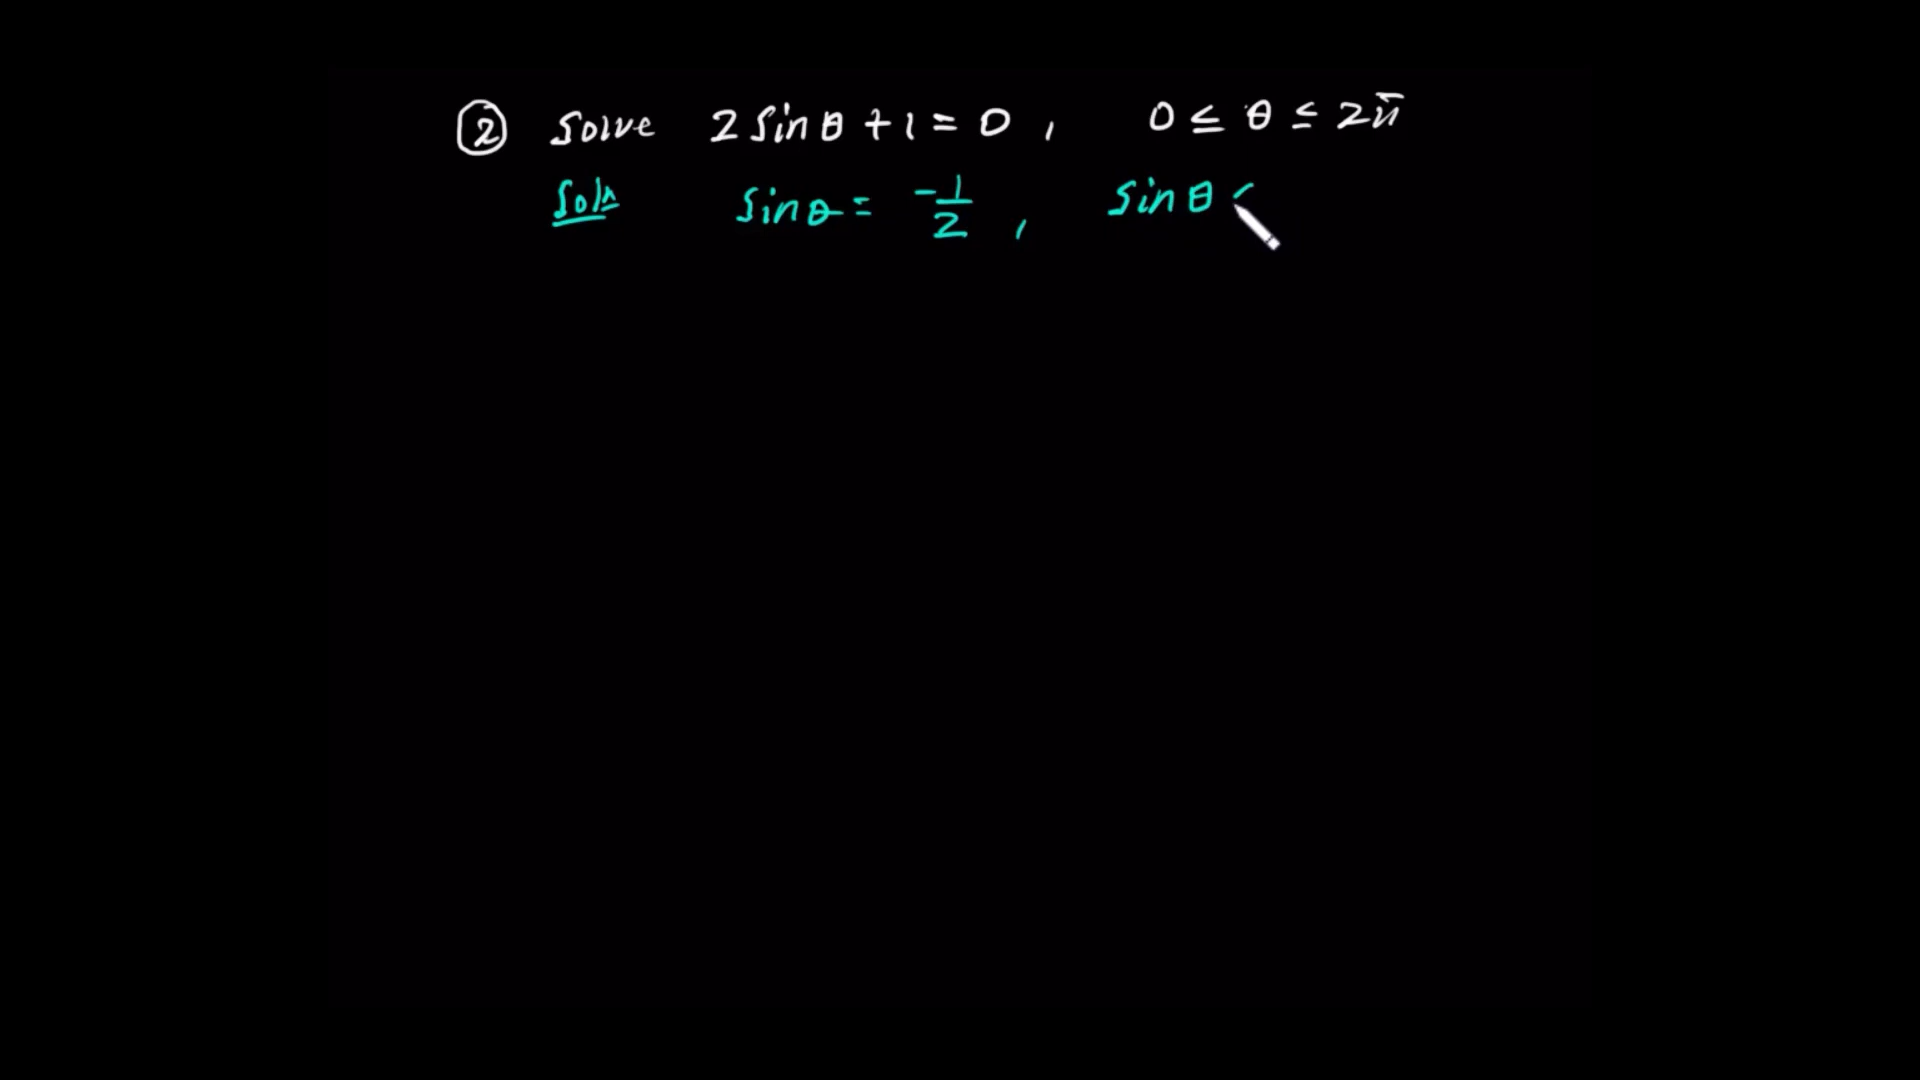 ② Solve 2 sin θ + 1 = 0 , 0 ≤ θ ≤ 2π
Soln sin θ = -1/2 , sin θ <